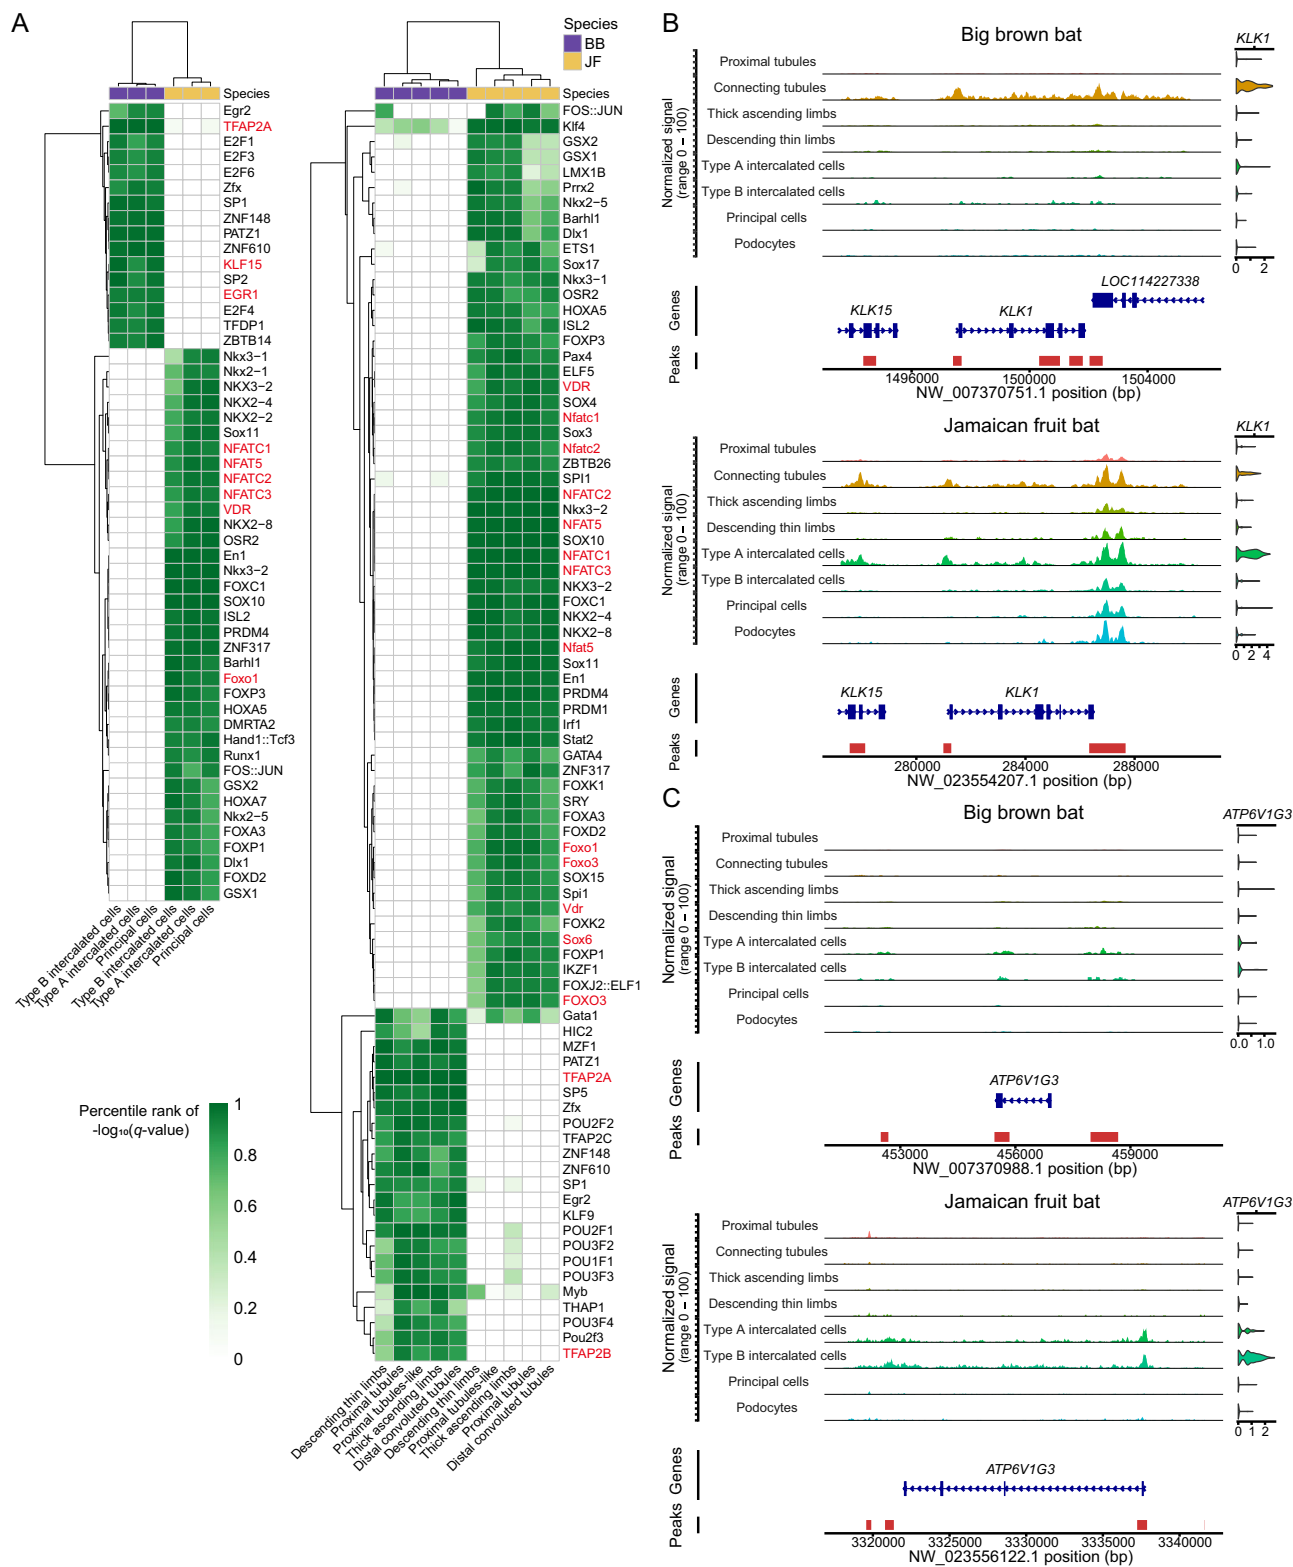 A
Species
BB
JF
Species
Egr2
TFAP2A
E2F1
E2F3
E2F6
Zfx
SP1
ZNF148
PATZ1
ZNF610
KLF15
SP2
EGR1
E2F4
TFDP1
ZBTB14
Nkx3−1
Nkx2−1
NKX3−2
NKX2−4
NKX2−2
Sox11
NFATC1
NFAT5
NFATC2
NFATC3
VDR
NKX2−8
OSR2
En1
Nkx3−2
FOXC1
SOX10
ISL2
PRDM4
ZNF317
Barhl1
Foxo1
FOXP3
HOXA5
DMRTA2
Hand1::Tcf3
Runx1
FOS::JUN
GSX2
HOXA7
Nkx2−5
FOXA3
FOXP1
Dlx1
FOXD2
GSX1
Type B intercalated cells
Type A intercalated cells
Principal cells
Type B intercalated cells
Type A intercalated cells
Principal cells
Percentile rank of
-log₁₀(q-value)
1
0.8
0.6
0.4
0.2
0
Species
FOS::JUN
Klf4
GSX2
GSX1
LMX1B
Prrx2
Nkx2−5
Barhl1
Dlx1
ETS1
Sox17
Nkx3−1
OSR2
HOXA5
ISL2
FOXP3
Pax4
ELF5
VDR
SOX4
Nfatc1
Sox3
Nfatc2
ZBTB26
SPI1
NFATC2
Nkx3−2
NFAT5
SOX10
NFATC1
NFATC3
NKX3−2
FOXC1
NKX2−4
NKX2−8
Nfat5
Sox11
En1
PRDM4
PRDM1
Irf1
Stat2
GATA4
ZNF317
FOXK1
SRY
FOXA3
FOXD2
Foxo1
Foxo3
SOX15
Spi1
Vdr
FOXK2
Sox6
FOXP1
IKZF1
FOXJ2::ELF1
FOXO3
Gata1
HIC2
MZF1
PATZ1
TFAP2A
SP5
Zfx
POU2F2
TFAP2C
ZNF148
ZNF610
SP1
Egr2
KLF9
POU2F1
POU3F2
POU1F1
POU3F3
Myb
THAP1
POU3F4
Pou2f3
TFAP2B
Descending thin limbs
Proximal tubules
Proximal tubules-like
Thick ascending limbs
Distal convoluted tubules
Descending thin limbs
Proximal tubules-like
Thick ascending limbs
Proximal tubules
Distal convoluted tubules
B
Big brown bat
KLK1
Normalized signal
(range 0 − 100)
Proximal tubules
Connecting tubules
Thick ascending limbs
Descending thin limbs
Type A intercalated cells
Type B intercalated cells
Principal cells
Podocytes
0 2
Genes
LOC114227338
KLK15
KLK1
Peaks
1496000 1500000 1504000
NW_007370751.1 position (bp)
Jamaican fruit bat
KLK1
Normalized signal
(range 0 − 100)
Proximal tubules
Connecting tubules
Thick ascending limbs
Descending thin limbs
Type A intercalated cells
Type B intercalated cells
Principal cells
Podocytes
0 2 4
Genes
KLK15
KLK1
Peaks
280000 284000 288000
NW_023554207.1 position (bp)
C
Big brown bat
ATP6V1G3
Normalized signal
(range 0 − 100)
Proximal tubules
Connecting tubules
Thick ascending limbs
Descending thin limbs
Type A intercalated cells
Type B intercalated cells
Principal cells
Podocytes
0.0 1.0
Genes
ATP6V1G3
Peaks
453000 456000 459000
NW_007370988.1 position (bp)
Jamaican fruit bat
ATP6V1G3
Normalized signal
(range 0 − 100)
Proximal tubules
Connecting tubules
Thick ascending limbs
Descending thin limbs
Type A intercalated cells
Type B intercalated cells
Principal cells
Podocytes
0 1 2
Genes
ATP6V1G3
Peaks
3320000 3325000 3330000 3335000 3340000
NW_023556122.1 position (bp)